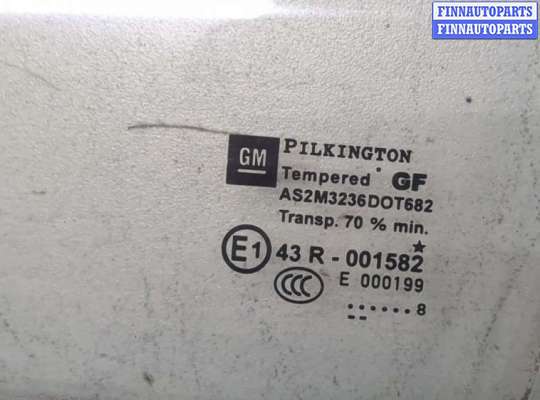 FINNAUTOPARTS
FINNAUTOPARTS
GM
PILKINGTON
Tempered GF
AS2M3236DOT682
Transp. 70 % min.
E1 43 R - 001582
CCC E 000199
...... 8
--